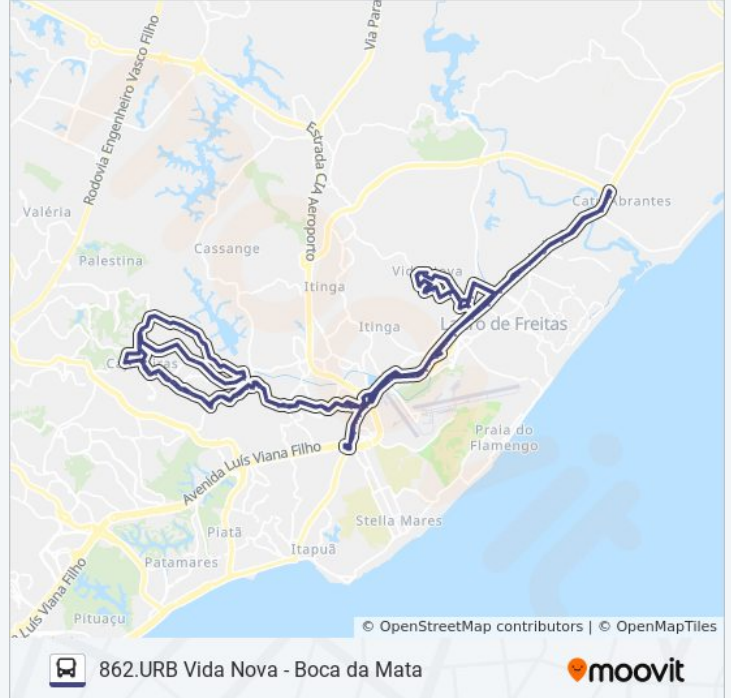 Via Para
Rodovia Engenheiro Vasco Filho
Estrada CIA Aeroporto
Valéria
Catu Abrantes
Palestina
Cassange
Itinga
Vida Nova
Itinga
Lauro de Freitas
Praia do
Flamengo
Avenida Luís Viana Filho
Stella Mares
Piatã
Itapuã
Patamares
Pituaçu
Luís Viana Filho
© OpenStreetMap contributors | © OpenMapTiles
862.URB Vida Nova - Boca da Mata
moovit